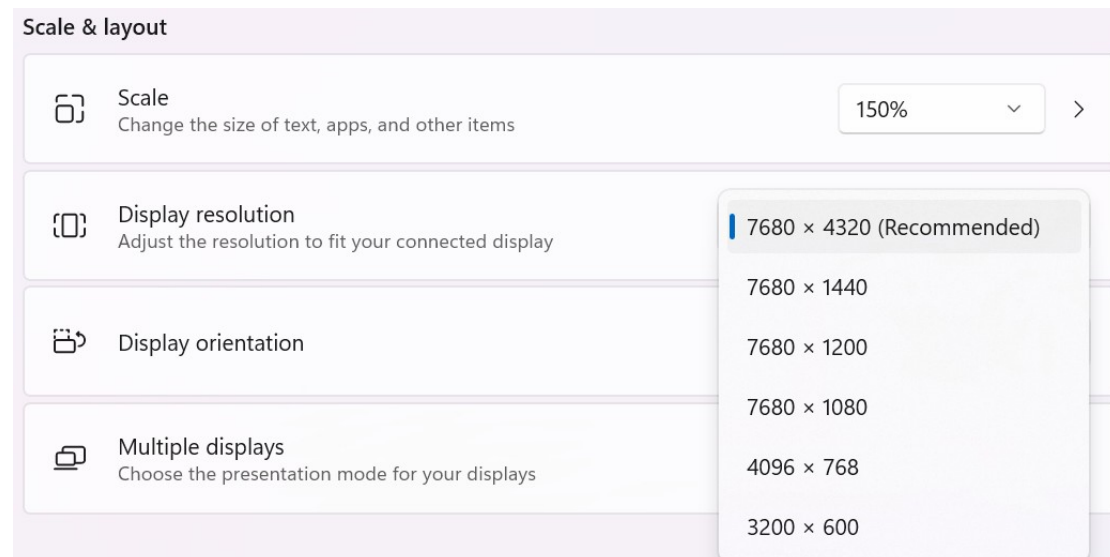 Scale & layout
Scale
Change the size of text, apps, and other items
150%
Display resolution
Adjust the resolution to fit your connected display
7680 × 4320 (Recommended)
7680 × 1440
7680 × 1200
7680 × 1080
4096 × 768
3200 × 600
Display orientation
Multiple displays
Choose the presentation mode for your displays